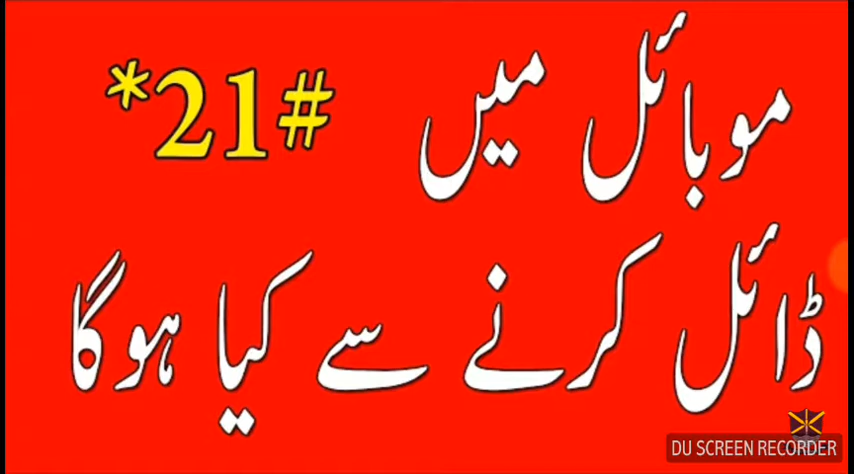 موبائل میں *21#
ڈائل کرنے سے کیا ہوگا
DU SCREEN RECORDER